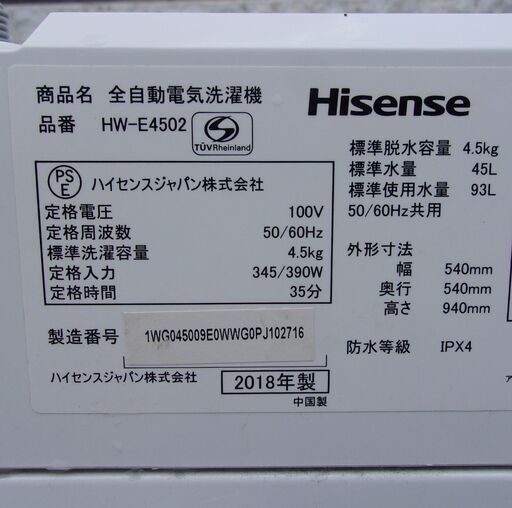 商品名 全自動電気洗濯機
品番 HW-E4502
TÜVRheinland
Hisense
PS
E
ハイセンスジャパン株式会社
定格電圧 100V
定格周波数 50/60Hz
標準洗濯容量 4.5kg
定格入力 345/390W
定格時間 35分
製造番号 1WG045009E0WWG0PJ102716
ハイセンスジャパン株式会社 2018年製
中国製
標準脱水容量 4.5kg
標準水量 45L
標準使用水量 93L
50/60Hz共用
外形寸法
幅 540mm
奥行 540mm
高さ 940mm
防水等級 IPX4
ア